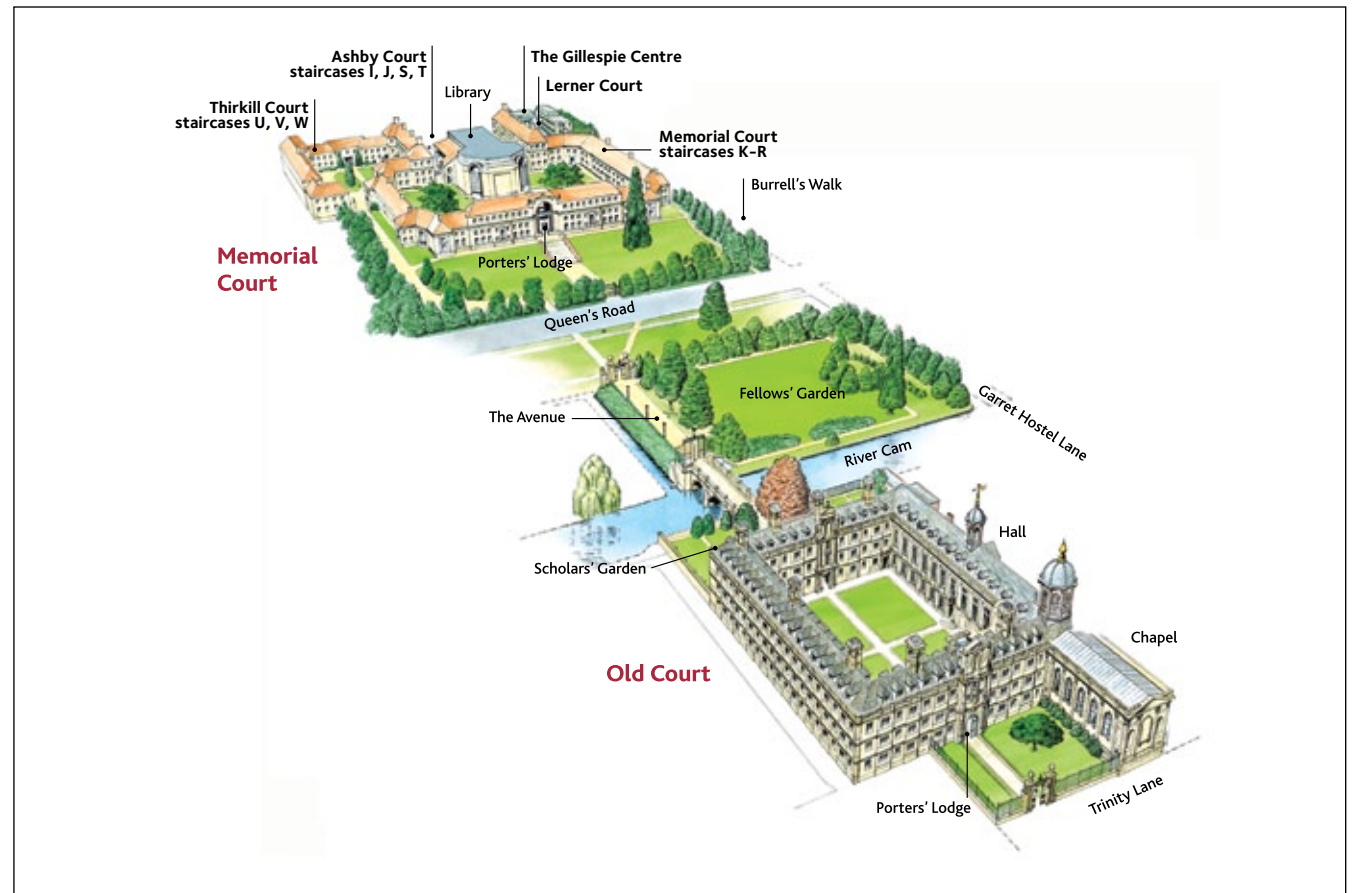 Ashby Court
staircases I, J, S, T
The Gillespie Centre
Lerner Court
Library
Thirkill Court
staircases U, V, W
Memorial Court
staircases K–R
Burrell's Walk
Memorial
Court
Porters' Lodge
Queen's Road
Fellows' Garden
The Avenue
Garret Hostel Lane
River Cam
Hall
Scholars' Garden
Chapel
Old Court
Porters' Lodge
Trinity Lane